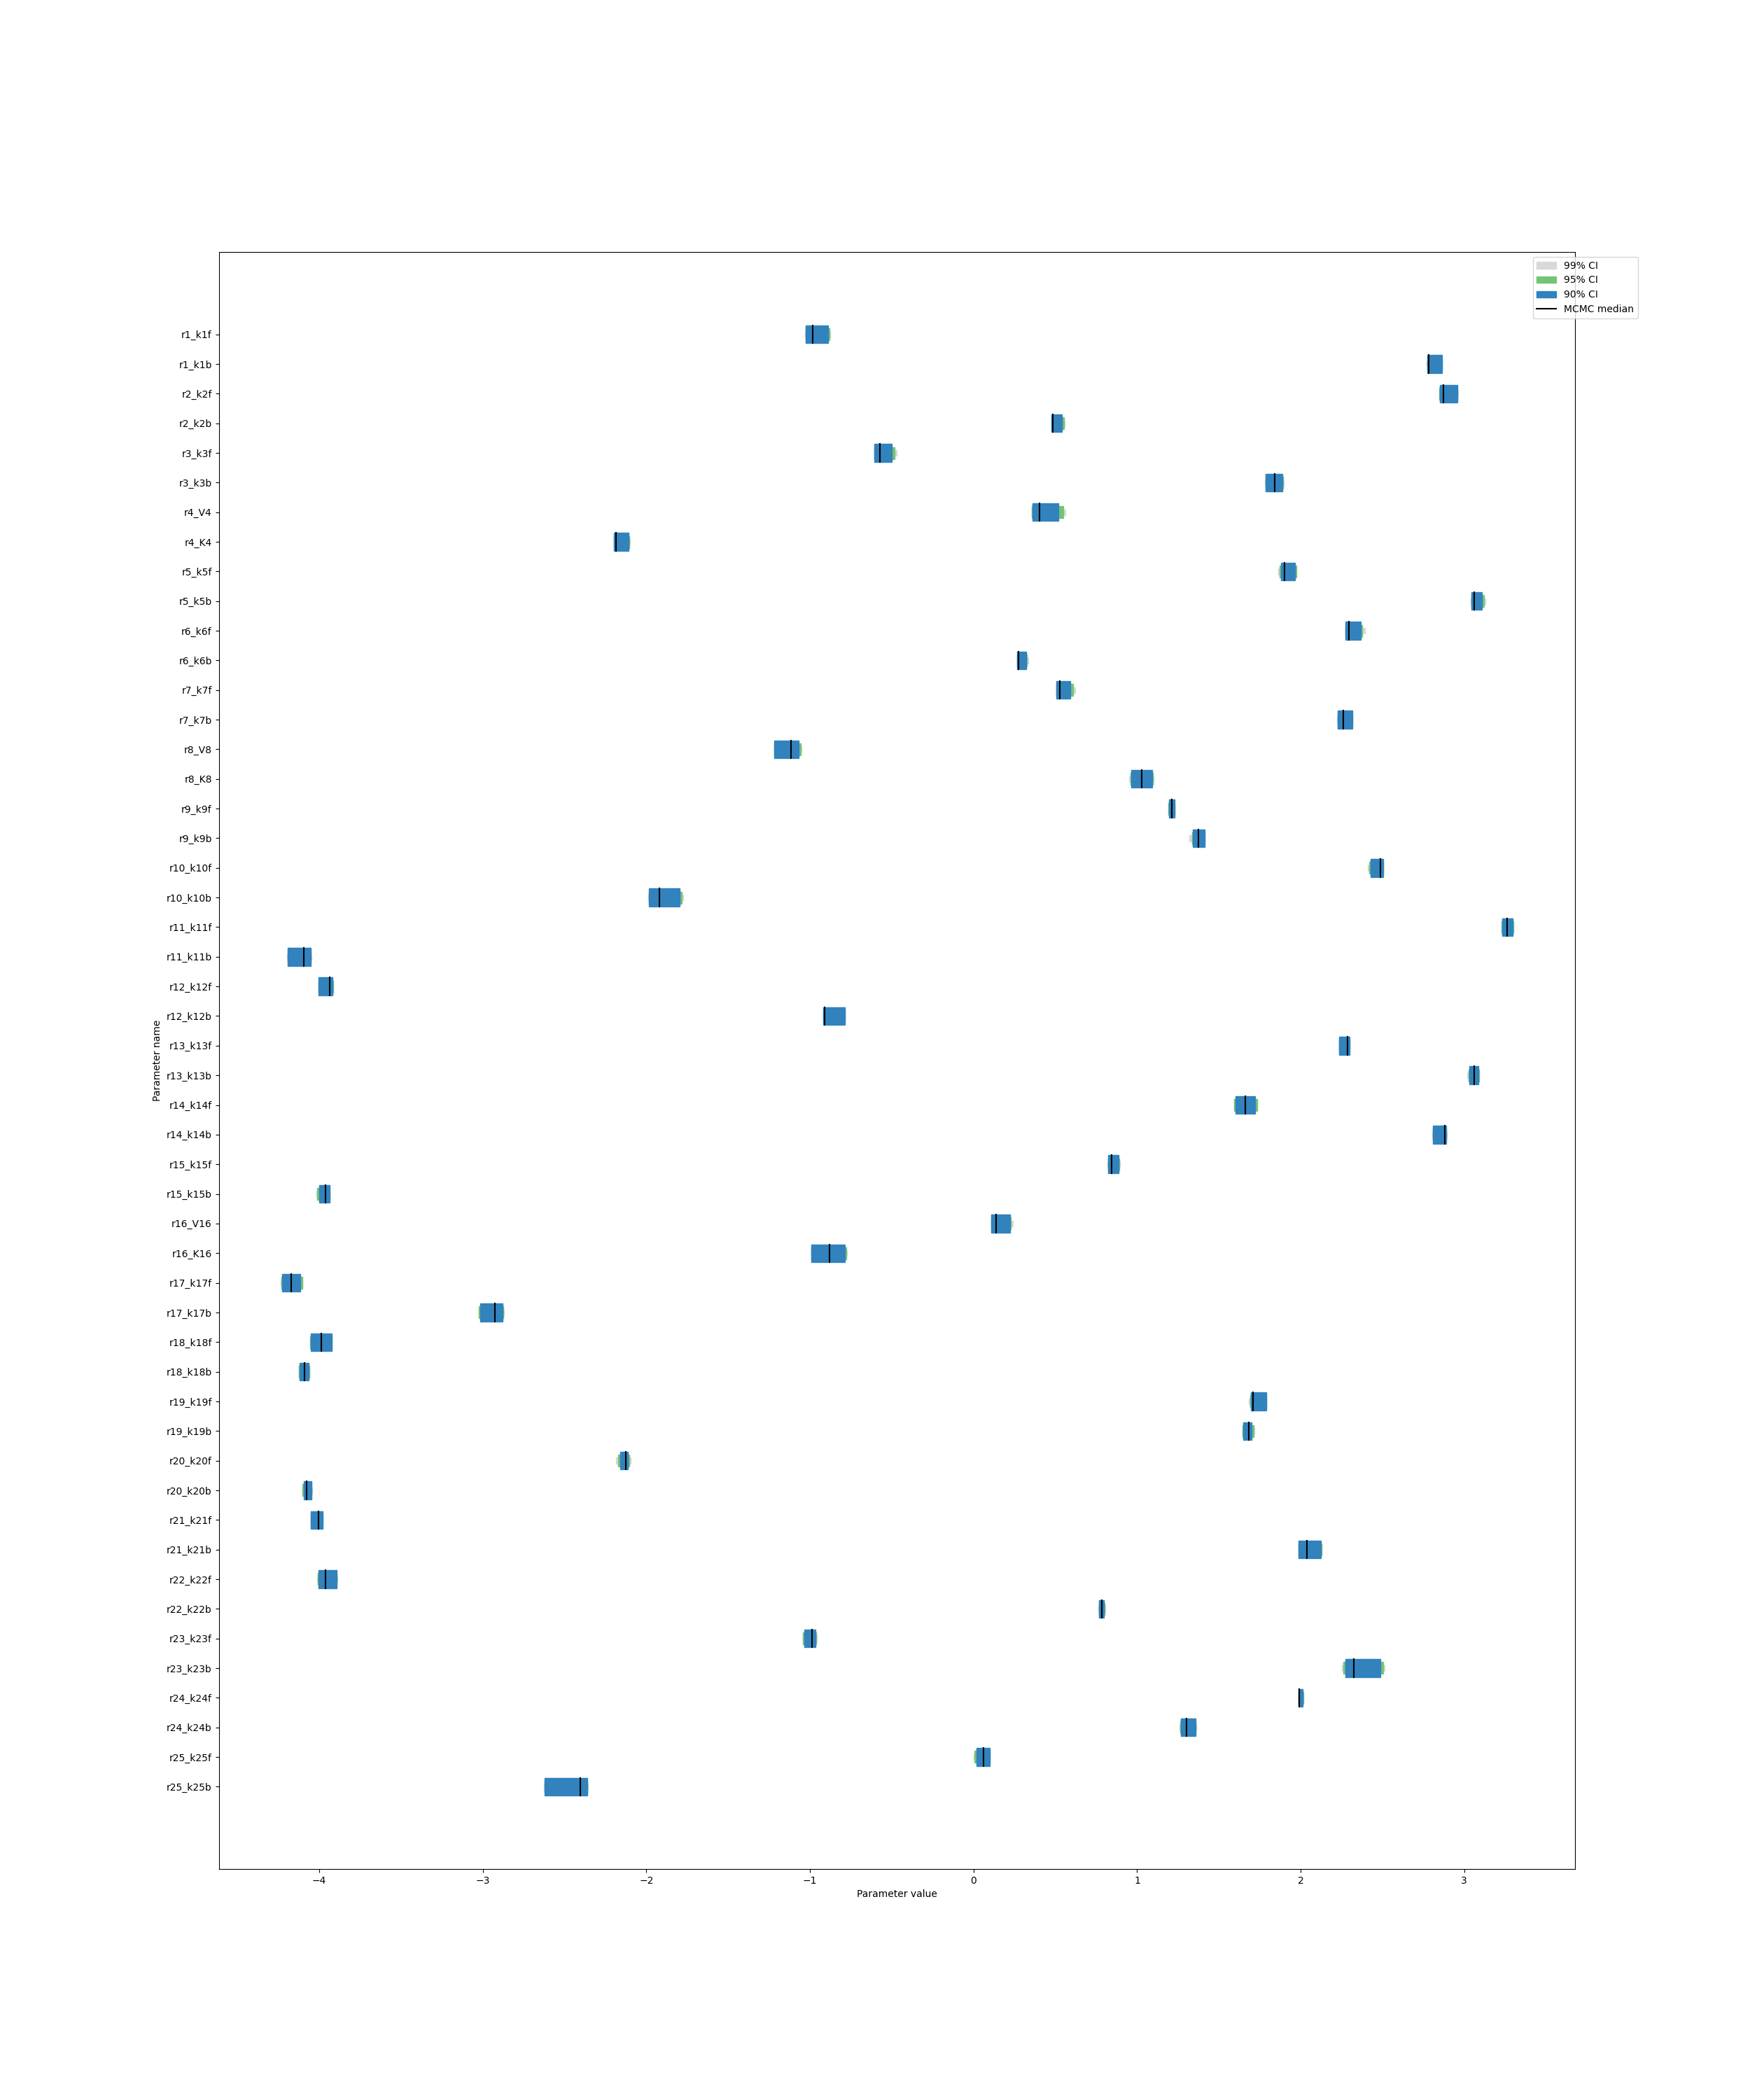 99% CI
95% CI
90% CI
MCMC median
r1_k1f
r1_k1b
r2_k2f
r2_k2b
r3_k3f
r3_k3b
r4_V4
r4_K4
r5_k5f
r5_k5b
r6_k6f
r6_k6b
r7_k7f
r7_k7b
r8_V8
r8_K8
r9_k9f
r9_k9b
r10_k10f
r10_k10b
r11_k11f
r11_k11b
r12_k12f
r12_k12b
r13_k13f
r13_k13b
r14_k14f
r14_k14b
r15_k15f
r15_k15b
r16_V16
r16_K16
r17_k17f
r17_k17b
r18_k18f
r18_k18b
r19_k19f
r19_k19b
r20_k20f
r20_k20b
r21_k21f
r21_k21b
r22_k22f
r22_k22b
r23_k23f
r23_k23b
r24_k24f
r24_k24b
r25_k25f
r25_k25b
Parameter name
−4 −3 −2 −1 0 1 2 3
Parameter value